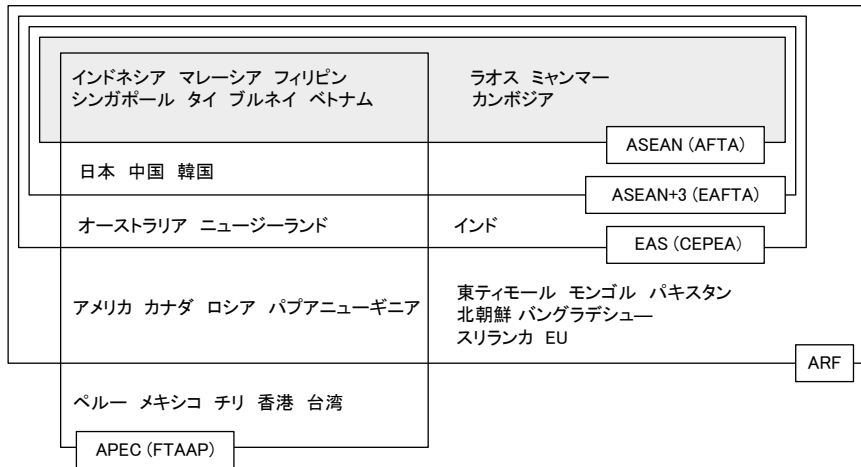 インドネシア マレーシア フィリピン
シンガポール タイ ブルネイ ベトナム
ラオス ミャンマー
カンボジア
ASEAN (AFTA)
日本 中国 韓国
ASEAN+3 (EAFTA)
オーストラリア ニュージーランド
インド
EAS (CEPEA)
アメリカ カナダ ロシア パプアニューギニア
東ティモール モンゴル パキスタン
北朝鮮 バングラデシュ―
スリランカ EU
ARF
ペルー メキシコ チリ 香港 台湾
APEC (FTAAP)